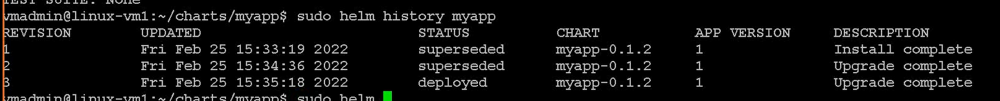 TEST SUITE: None
vmadmin@linux-vm1:~/charts/myapp$ sudo helm history myapp
REVISION UPDATED STATUS CHART APP VERSION DESCRIPTION
1 Fri Feb 25 15:33:19 2022 superseded myapp-0.1.2 1 Install complete
2 Fri Feb 25 15:34:36 2022 superseded myapp-0.1.2 1 Upgrade complete
3 Fri Feb 25 15:35:18 2022 deployed myapp-0.1.2 1 Upgrade complete
vmadmin@linux-vm1:~/charts/myapp$ sudo helm